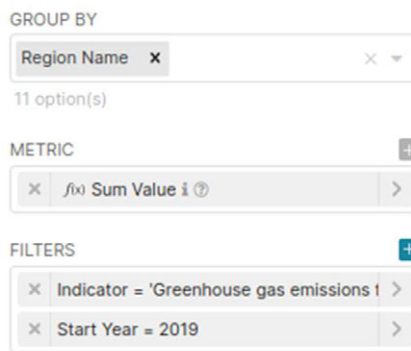 GROUP BY
Region Name ×
11 option(s)
METRIC
f(x) Sum Value
FILTERS
Indicator = 'Greenhouse gas emissions
Start Year = 2019